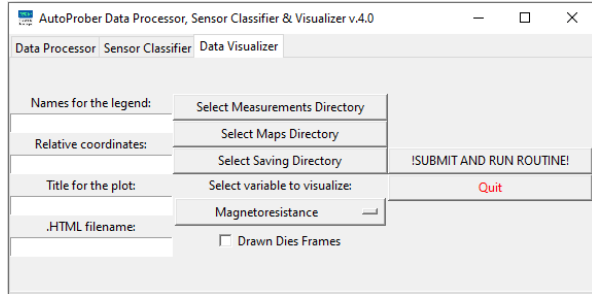 AutoProber Data Processor, Sensor Classifier & Visualizer v.4.0
Data Processor Sensor Classifier Data Visualizer
Names for the legend:
Relative coordinates:
Title for the plot:
.HTML filename:
Select Measurements Directory
Select Maps Directory
Select Saving Directory
Select variable to visualize:
Magnetoresistance
Drawn Dies Frames
!SUBMIT AND RUN ROUTINE!
Quit